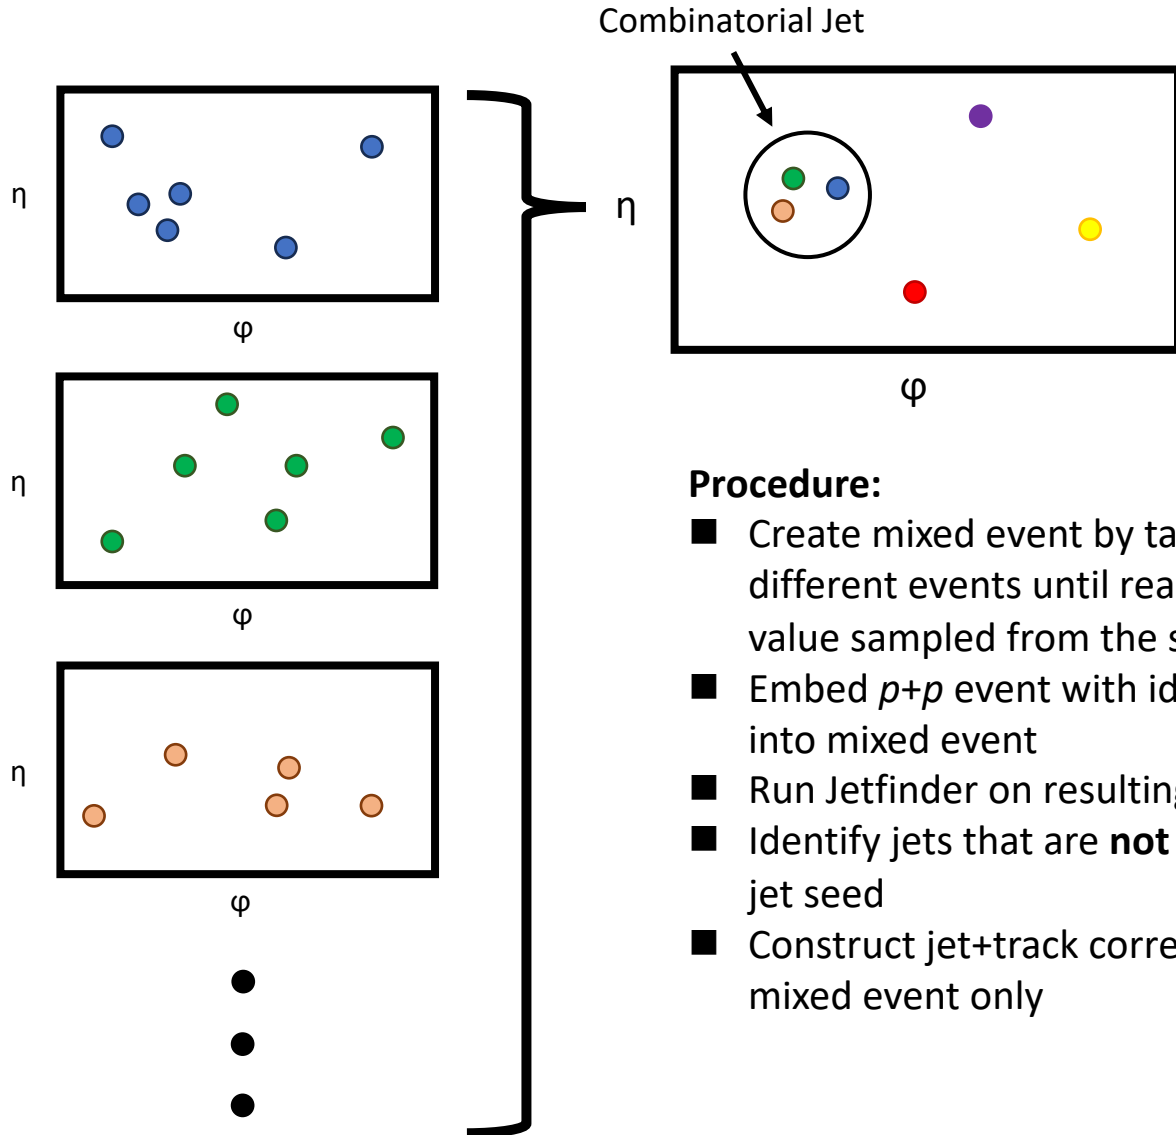 Combinatorial Jet
η
φ
η
φ
η
φ
η
φ
Procedure:
■ Create mixed event by ta
different events until rea
value sampled from the s
■ Embed p+p event with id
into mixed event
■ Run Jetfinder on resulting
■ Identify jets that are not
jet seed
■ Construct jet+track corre
mixed event only